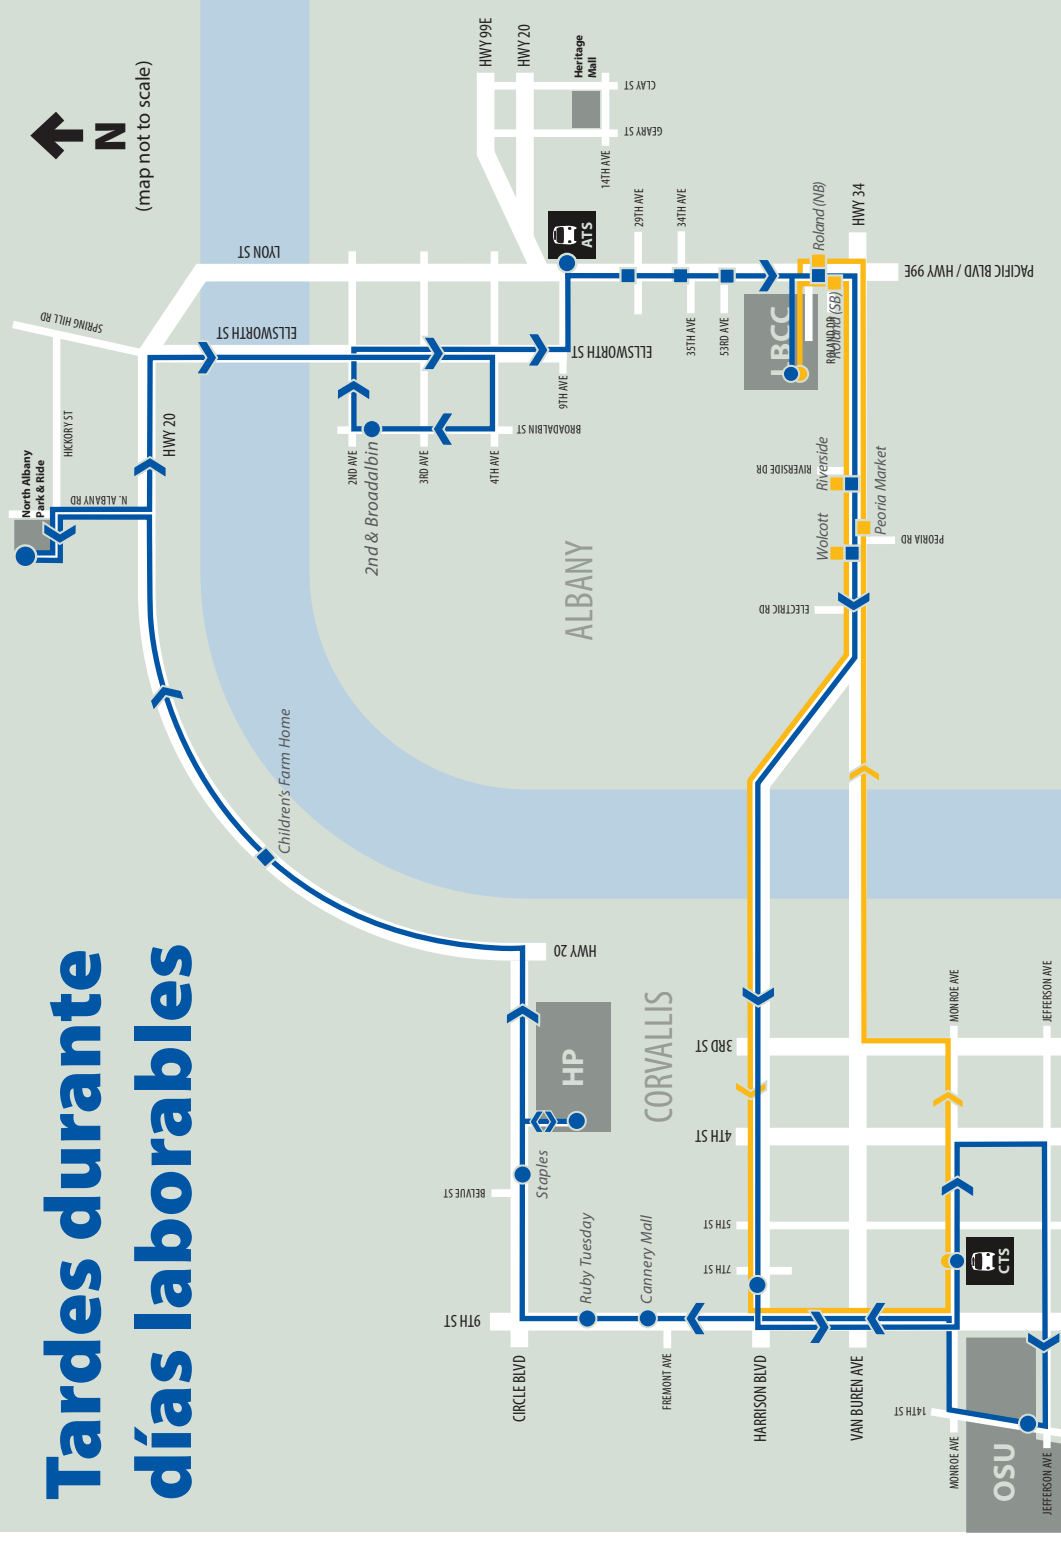 Tardes durante
días laborables
N
(map not to scale)
North Albany
Park & Ride
HICKORY ST
SPRING HILL RD
N. ALBANY RD
HWY 20
LYON ST
ELLSWORTH ST
HWY 99E
HWY 20
Heritage
Mall
CLAY ST
GEARY ST
14TH AVE
ATS
29TH AVE
34TH AVE
Roland (NB)
HWY 34
PACIFIC BLVD / HWY 99E
2ND AVE
3RD AVE
4TH AVE
BROADALBIN ST
2nd & Broadalbin
9TH AVE
ELLSWORTH ST
35TH AVE
53RD AVE
LBCC
ROLAND DR
Roland (SB)
RIVERSIDE DR
Riverside
Peoria Market
Wolcott
PEORIA RD
ELECTRIC RD
ALBANY
Children's Farm Home
HWY 20
HP
CORVALLIS
Staples
BELVUE ST
Ruby Tuesday
Cannery Mall
9TH ST
CIRCLE BLVD
FREMONT AVE
3RD ST
4TH ST
5TH ST
7TH ST
HARRISON BLVD
VAN BUREN AVE
MONROE AVE
JEFFERSON AVE
CTS
14TH ST
MONROE AVE
OSU
JEFFERSON AVE